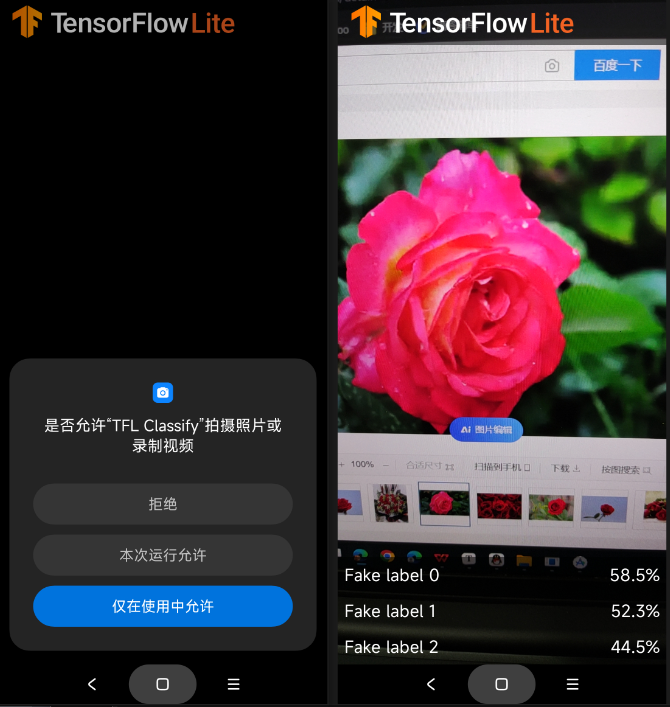 TensorFlow Lite
是否允许“TFL Classify”拍摄照片或
录制视频
拒绝
本次运行允许
仅在使用中允许
TensorFlow Lite
百度一下
Ai 图片编辑
+ 100% − 合适尺寸 扫描到手机 下载 按图搜索
Fake label 0 58.5%
Fake label 1 52.3%
Fake label 2 44.5%